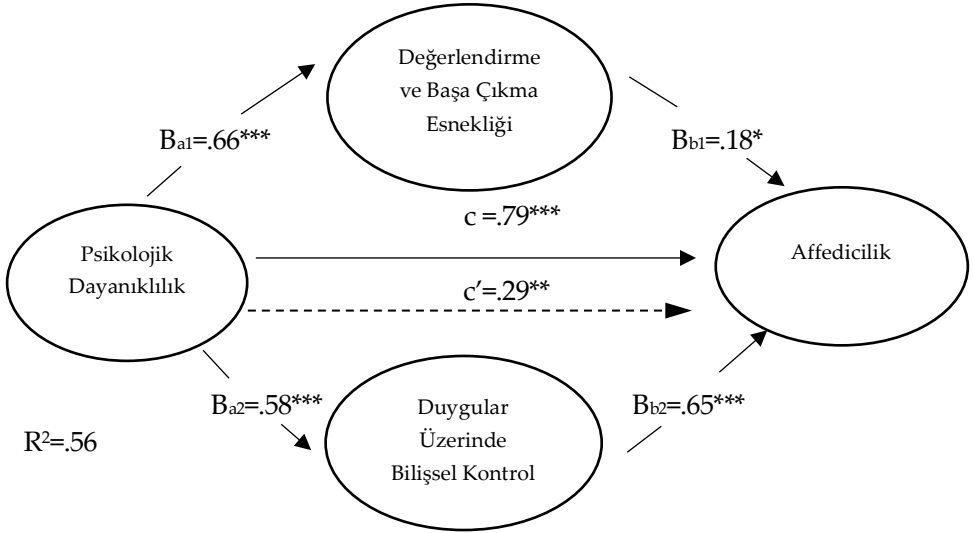 Değerlendirme
ve Başa Çıkma
Esnekliği
Ba1=.66***
Bb1=.18*
c =.79***
Psikolojik
Dayanıklılık
Affedicilik
c′=.29**
Ba2=.58***
Duygular
Üzerinde
Bilişsel Kontrol
Bb2=.65***
R²=.56